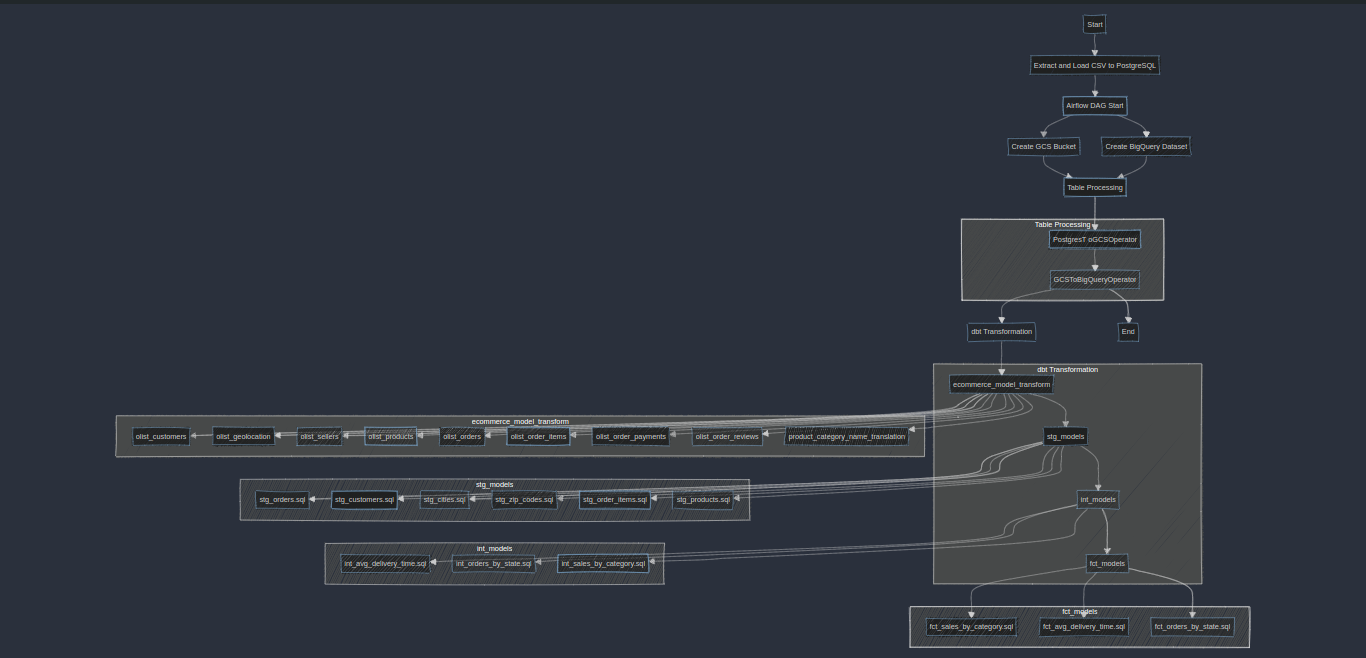 Start
Extract and Load CSV to PostgreSQL
Airflow DAG Start
Create GCS Bucket
Create BigQuery Dataset
Table Processing
Table Processing
PostgresT oGCSOperator
GCSToBigQueryOperator
dbt Transformation
End
dbt Transformation
ecommerce_model_transform
ecommerce_model_transform
olist_customers
olist_geolocation
olist_sellers
olist_products
olist_orders
olist_order_items
olist_order_payments
olist_order_reviews
product_category_name_translation
stg_models
stg_models
stg_orders.sql
stg_customers.sql
stg_cities.sql
stg_zip_codes.sql
stg_order_items.sql
stg_products.sql
int_models
int_models
int_avg_delivery_time.sql
int_orders_by_state.sql
int_sales_by_category.sql
fct_models
fct_models
fct_sales_by_category.sql
fct_avg_delivery_time.sql
fct_orders_by_state.sql